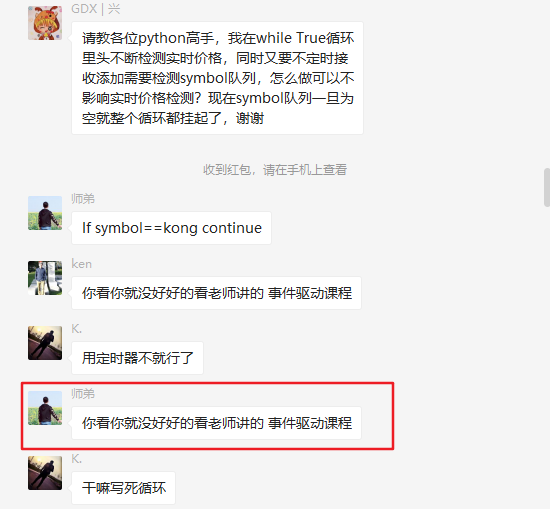 GDX | 兴
请教各位python高手，我在while True循环
里头不断检测实时价格，同时又要不定时接
收添加需要检测symbol队列，怎么做可以不
影响实时价格检测？现在symbol队列一旦为
空就整个循环都挂起了，谢谢
收到红包，请在手机上查看
师弟
If symbol==kong continue
ken
你看你就没好好的看老师讲的 事件驱动课程
K.
用定时器不就行了
师弟
你看你就没好好的看老师讲的 事件驱动课程
K.
干嘛写死循环